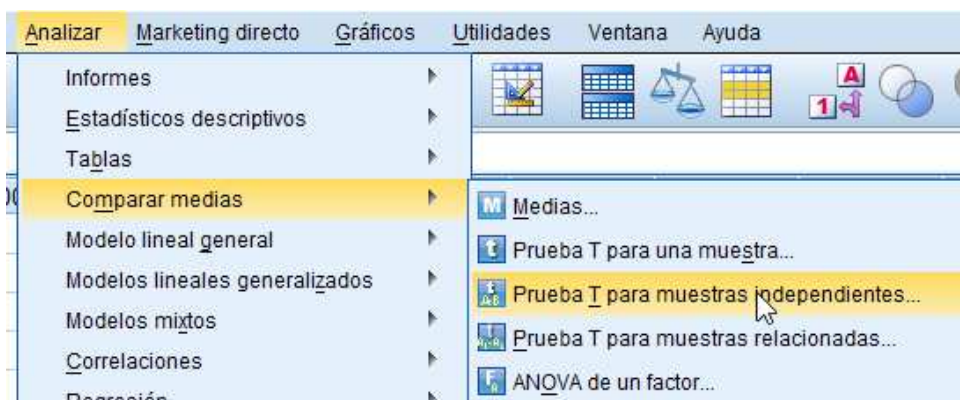 Analizar Marketing directo Gráficos Utilidades Ventana Ayuda
Informes
Estadísticos descriptivos
Tablas
Comparar medias
Modelo lineal general
Modelos lineales generalizados
Modelos mixtos
Correlaciones
Regresión
A
1
M Medias...
t Prueba T para una muestra...
Prueba T para muestras independientes...
Prueba T para muestras relacionadas...
ANOVA de un factor...